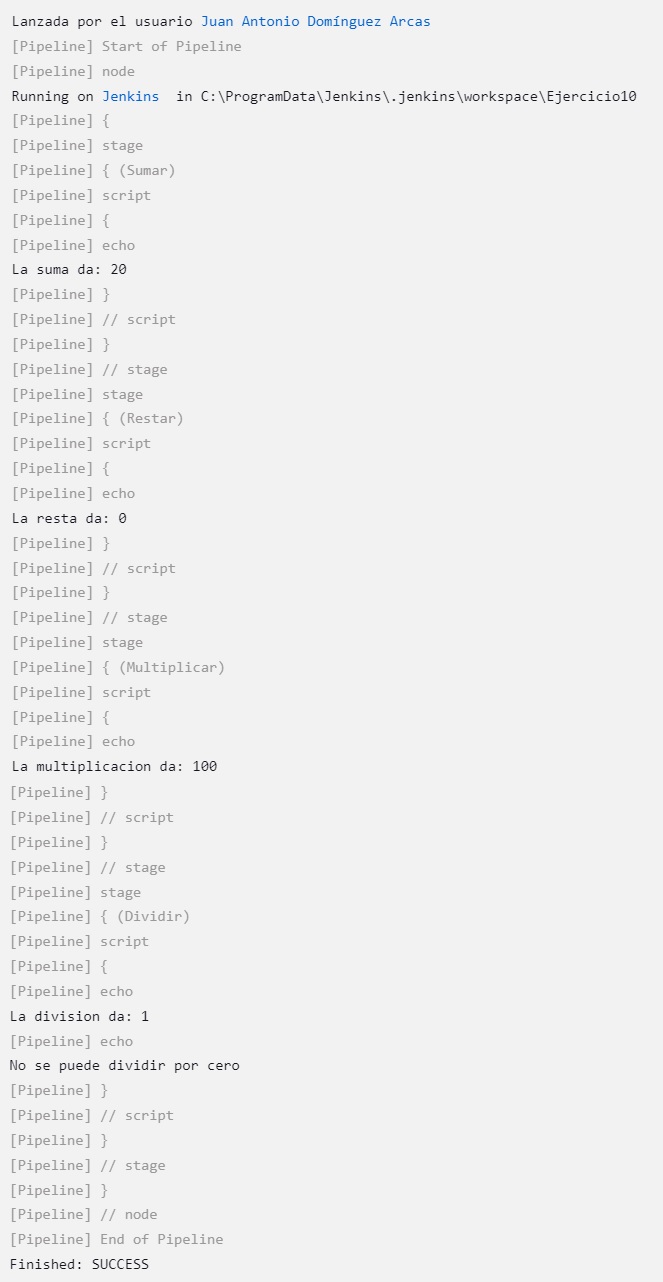 Lanzada por el usuario Juan Antonio Domínguez Arcas
[Pipeline] Start of Pipeline
[Pipeline] node
Running on Jenkins in C:\ProgramData\Jenkins\.jenkins\workspace\Ejercicio10
[Pipeline] {
[Pipeline] stage
[Pipeline] { (Sumar)
[Pipeline] script
[Pipeline] {
[Pipeline] echo
La suma da: 20
[Pipeline] }
[Pipeline] // script
[Pipeline] }
[Pipeline] // stage
[Pipeline] stage
[Pipeline] { (Restar)
[Pipeline] script
[Pipeline] {
[Pipeline] echo
La resta da: 0
[Pipeline] }
[Pipeline] // script
[Pipeline] }
[Pipeline] // stage
[Pipeline] stage
[Pipeline] { (Multiplicar)
[Pipeline] script
[Pipeline] {
[Pipeline] echo
La multiplicacion da: 100
[Pipeline] }
[Pipeline] // script
[Pipeline] }
[Pipeline] // stage
[Pipeline] stage
[Pipeline] { (Dividir)
[Pipeline] script
[Pipeline] {
[Pipeline] echo
La division da: 1
[Pipeline] echo
No se puede dividir por cero
[Pipeline] }
[Pipeline] // script
[Pipeline] }
[Pipeline] // stage
[Pipeline] }
[Pipeline] // node
[Pipeline] End of Pipeline
Finished: SUCCESS